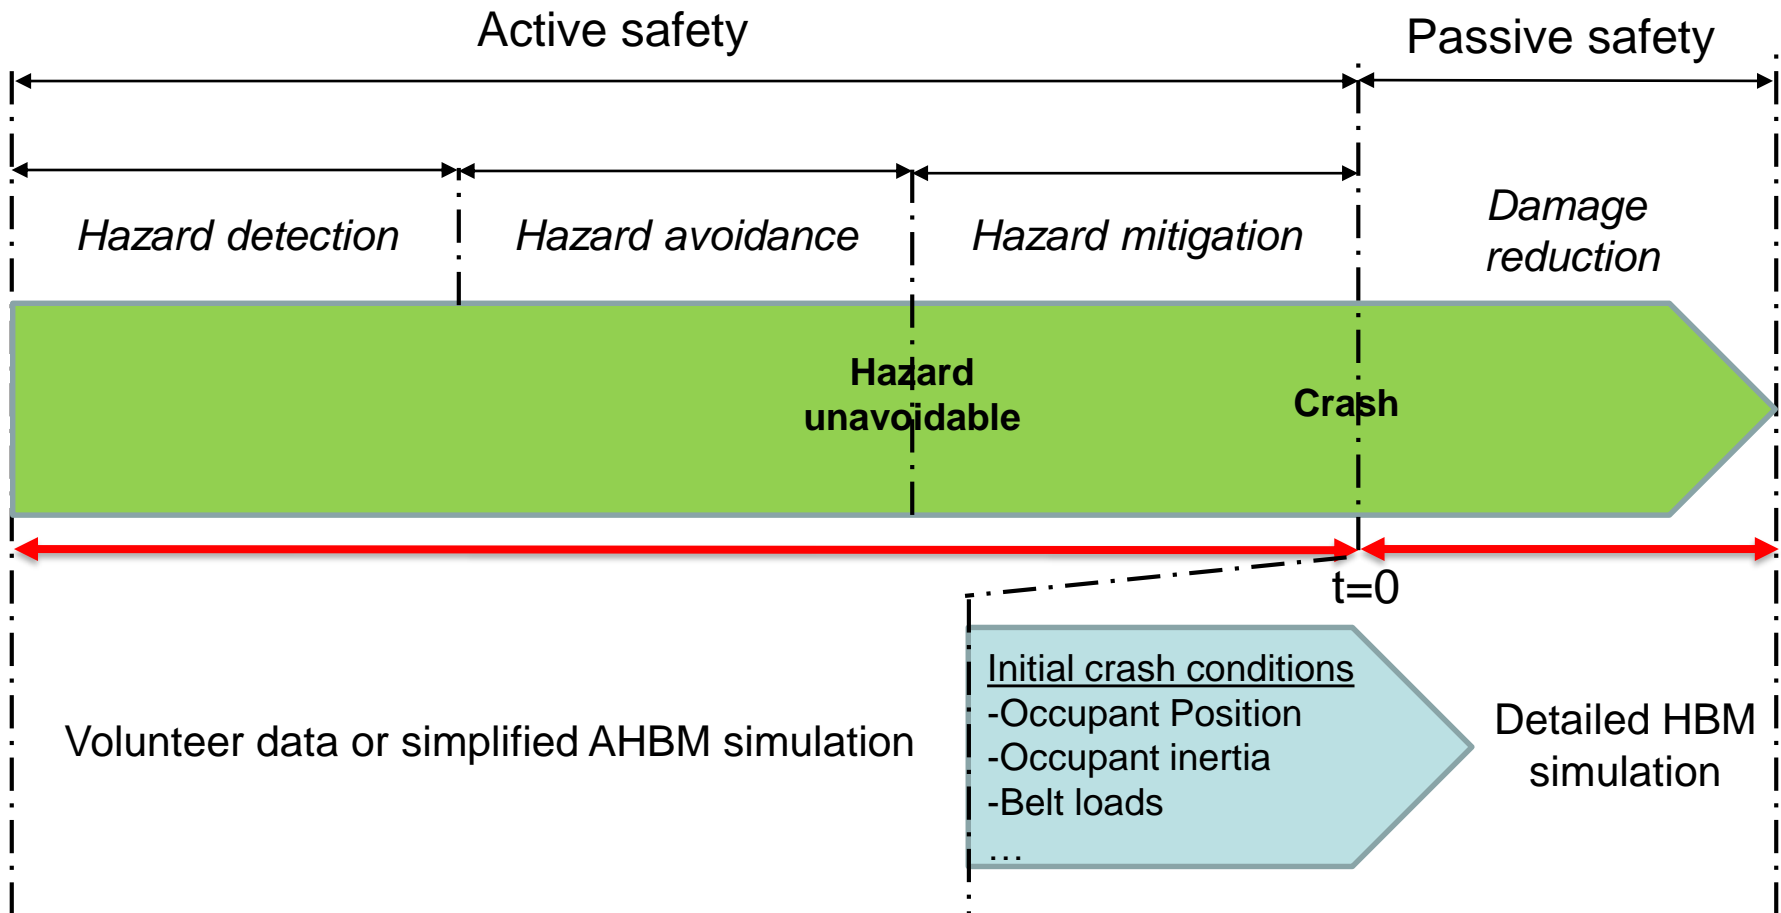 Active safety
Passive safety
Hazard detection
Hazard avoidance
Hazard mitigation
Damage
reduction
Hazard
unavoidable
Crash
t=0
Initial crash conditions
-Occupant Position
-Occupant inertia
-Belt loads
…
Volunteer data or simplified AHBM simulation
Detailed HBM
simulation